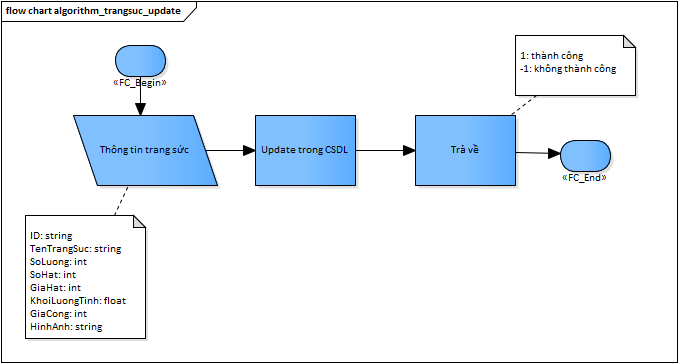 flow chart algorithm_trangsuc_update
1: thành công
-1: không thành công
«FC_Begin»
Thông tin trang sức
Update trong CSDL
Trả về
«FC_End»
ID: string
TenTrangSuc: string
SoLuong: int
SoHat: int
GiaHat: int
KhoiLuongTinh: float
GiaCong: int
HinhAnh: string